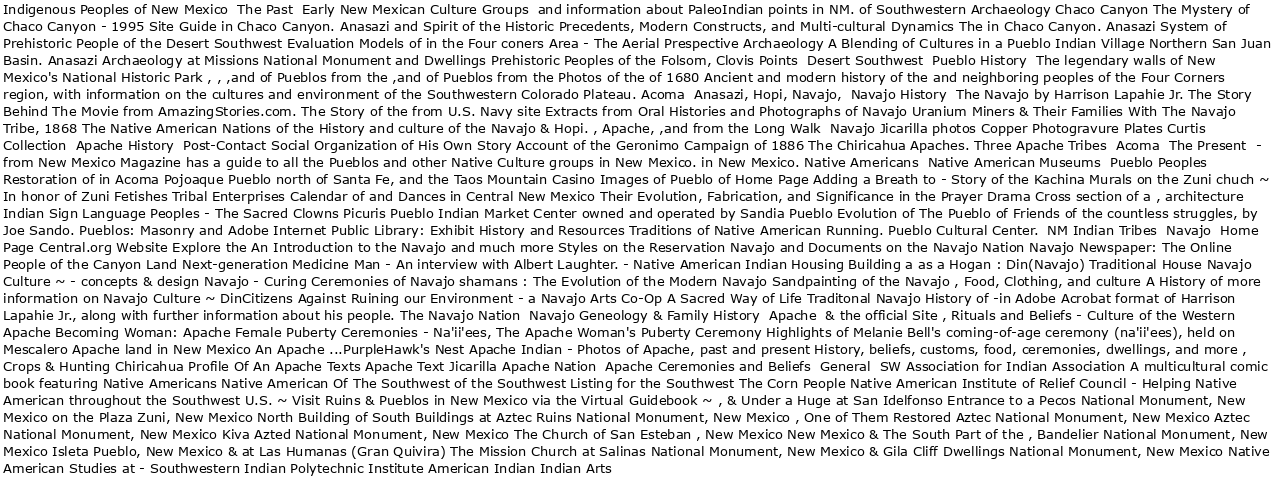 Indigenous Peoples of New Mexico  The Past  Early New Mexican Culture Groups  and information about PaleoIndian points in NM. of Southwestern Archaeology Chaco Canyon The Mystery of
Chaco Canyon - 1995 Site Guide in Chaco Canyon. Anasazi and Spirit of the Historic Precedents, Modern Constructs, and Multi-cultural Dynamics The in Chaco Canyon. Anasazi System of
Prehistoric People of the Desert Southwest Evaluation Models of in the Four coners Area - The Aerial Prespective Archaeology A Blending of Cultures in a Pueblo Indian Village Northern San Juan
Basin. Anasazi Archaeology at Missions National Monument and Dwellings Prehistoric Peoples of the Folsom, Clovis Points  Desert Southwest  Pueblo History  The legendary walls of New
Mexico's National Historic Park , , ,and of Pueblos from the ,and of Pueblos from the Photos of the of 1680 Ancient and modern history of the and neighboring peoples of the Four Corners
region, with information on the cultures and environment of the Southwestern Colorado Plateau. Acoma  Anasazi, Hopi, Navajo,  Navajo History  The Navajo by Harrison Lapahie Jr. The Story
Behind The Movie from AmazingStories.com. The Story of the from U.S. Navy site Extracts from Oral Histories and Photographs of Navajo Uranium Miners & Their Families With The Navajo
Tribe, 1868 The Native American Nations of the History and culture of the Navajo & Hopi. , Apache, ,and from the Long Walk  Navajo Jicarilla photos Copper Photogravure Plates Curtis
Collection  Apache History  Post-Contact Social Organization of His Own Story Account of the Geronimo Campaign of 1886 The Chiricahua Apaches. Three Apache Tribes  Acoma  The Present  -
from New Mexico Magazine has a guide to all the Pueblos and other Native Culture groups in New Mexico. in New Mexico. Native Americans  Native American Museums  Pueblo Peoples
Restoration of in Acoma Pojoaque Pueblo north of Santa Fe, and the Taos Mountain Casino Images of Pueblo of Home Page Adding a Breath to - Story of the Kachina Murals on the Zuni chuch ~
In honor of Zuni Fetishes Tribal Enterprises Calendar of and Dances in Central New Mexico Their Evolution, Fabrication, and Significance in the Prayer Drama Cross section of a , architecture
Indian Sign Language Peoples - The Sacred Clowns Picuris Pueblo Indian Market Center owned and operated by Sandia Pueblo Evolution of The Pueblo of Friends of the countless struggles, by
Joe Sando. Pueblos: Masonry and Adobe Internet Public Library: Exhibit History and Resources Traditions of Native American Running. Pueblo Cultural Center.  NM Indian Tribes  Navajo  Home
Page Central.org Website Explore the An Introduction to the Navajo and much more Styles on the Reservation Navajo and Documents on the Navajo Nation Navajo Newspaper: The Online
People of the Canyon Land Next-generation Medicine Man - An interview with Albert Laughter. - Native American Indian Housing Building a as a Hogan : Din(Navajo) Traditional House Navajo
Culture ~ - concepts & design Navajo - Curing Ceremonies of Navajo shamans : The Evolution of the Modern Navajo Sandpainting of the Navajo , Food, Clothing, and culture A History of more
information on Navajo Culture ~ DinCitizens Against Ruining our Environment - a Navajo Arts Co-Op A Sacred Way of Life Traditonal Navajo History of -in Adobe Acrobat format of Harrison
Lapahie Jr., along with further information about his people. The Navajo Nation  Navajo Geneology & Family History  Apache  & the official Site , Rituals and Beliefs - Culture of the Western
Apache Becoming Woman: Apache Female Puberty Ceremonies - Na'ii'ees, The Apache Woman's Puberty Ceremony Highlights of Melanie Bell's coming-of-age ceremony (na'ii'ees), held on
Mescalero Apache land in New Mexico An Apache ...PurpleHawk's Nest Apache Indian - Photos of Apache, past and present History, beliefs, customs, food, ceremonies, dwellings, and more ,
Crops & Hunting Chiricahua Profile Of An Apache Texts Apache Text Jicarilla Apache Nation  Apache Ceremonies and Beliefs  General  SW Association for Indian Association A multicultural comic
book featuring Native Americans Native American Of The Southwest of the Southwest Listing for the Southwest The Corn People Native American Institute of Relief Council - Helping Native
American throughout the Southwest U.S. ~ Visit Ruins & Pueblos in New Mexico via the Virtual Guidebook ~ , & Under a Huge at San Idelfonso Entrance to a Pecos National Monument, New
Mexico on the Plaza Zuni, New Mexico North Building of South Buildings at Aztec Ruins National Monument, New Mexico , One of Them Restored Aztec National Monument, New Mexico Aztec
National Monument, New Mexico Kiva Azted National Monument, New Mexico The Church of San Esteban , New Mexico New Mexico & The South Part of the , Bandelier National Monument, New
Mexico Isleta Pueblo, New Mexico & at Las Humanas (Gran Quivira) The Mission Church at Salinas National Monument, New Mexico & Gila Cliff Dwellings National Monument, New Mexico Native
American Studies at - Southwestern Indian Polytechnic Institute American Indian Indian Arts